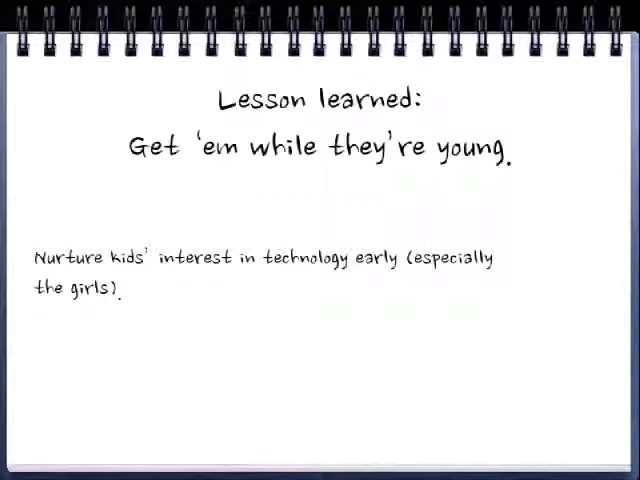 Lesson learned:
Get 'em while they're young.
Nurture kids' interest in technology early (especially
the girls).